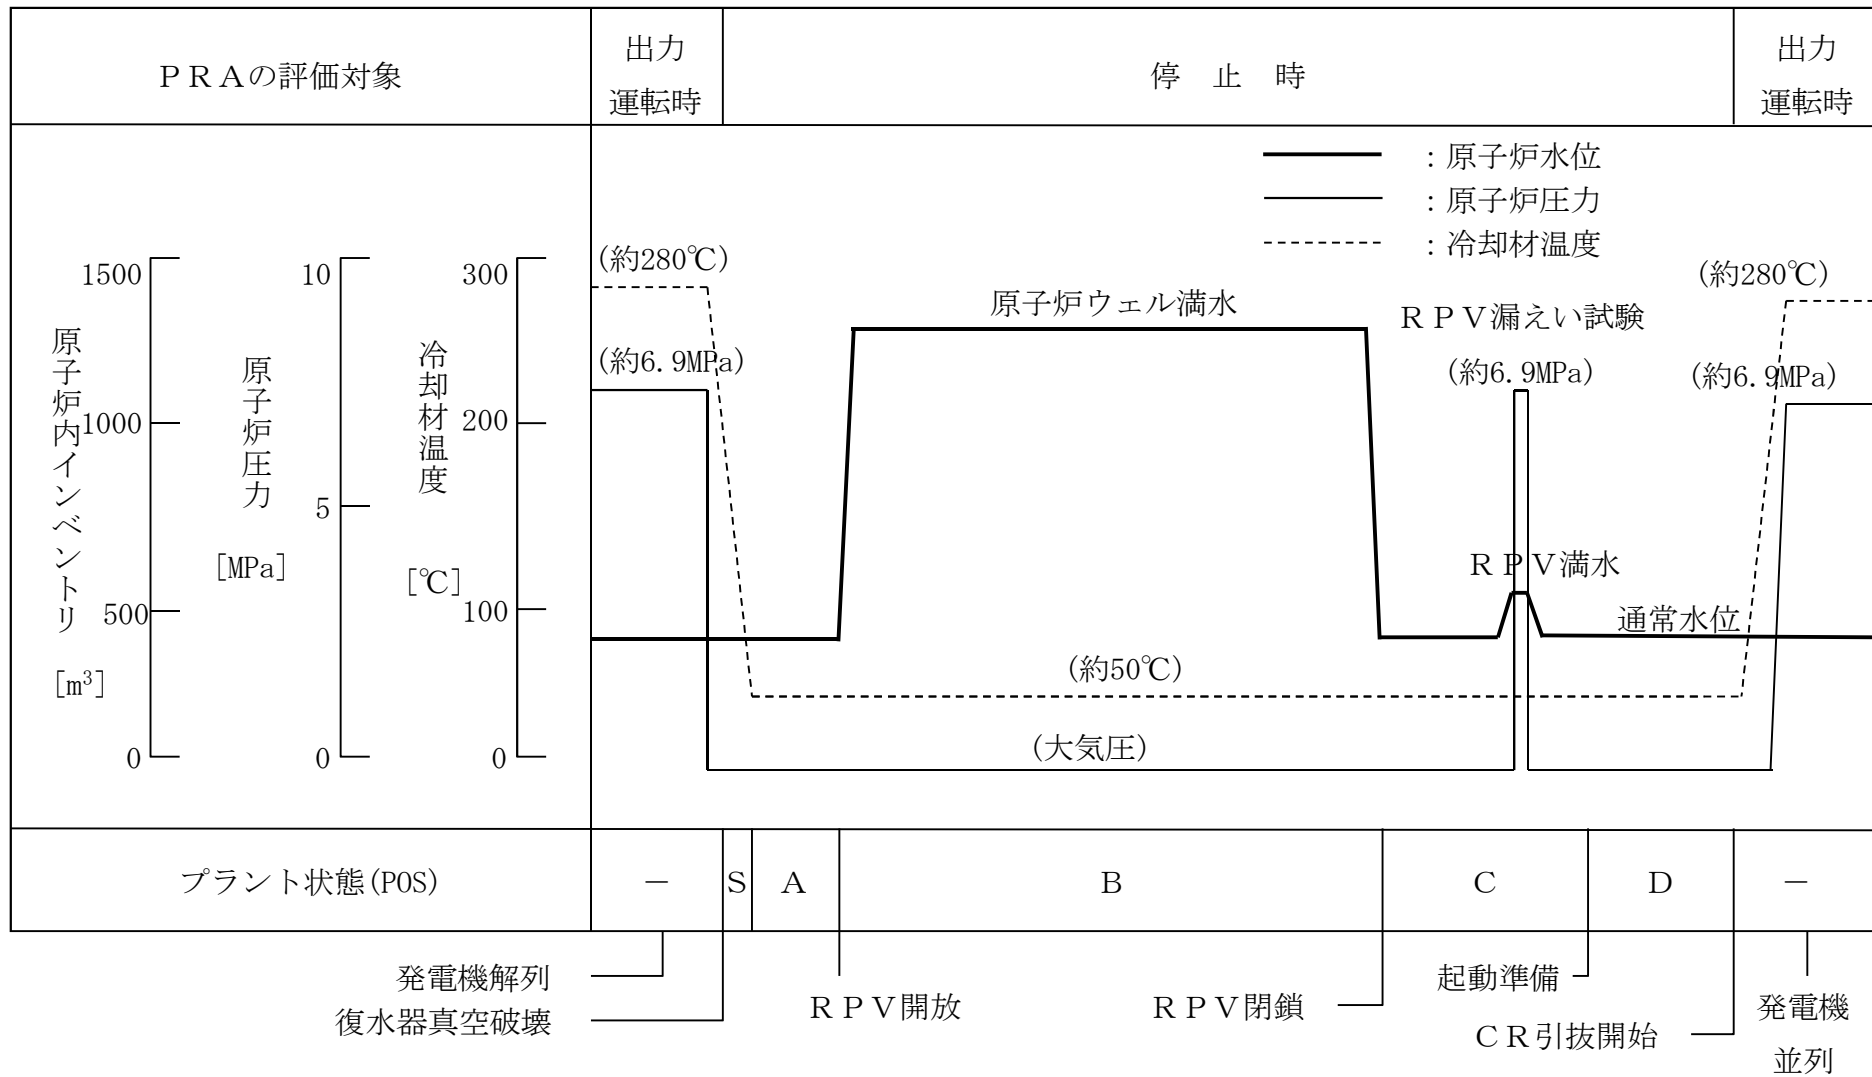 ＰＲＡの評価対象
出力
運転時
停　止　時
出力
運転時
：原子炉水位
：原子炉圧力
：冷却材温度
1500
1000
500
0
原子炉内インベントリ
[m³]
10
5
0
原子炉圧力
[MPa]
300
200
100
0
冷却材温度
[℃]
(約280℃)
(約6.9MPa)
原子炉ウェル満水
ＲＰＶ漏えい試験
(約6.9MPa)
(約280℃)
(約6.9MPa)
ＲＰＶ満水
通常水位
(約50℃)
(大気圧)
プラント状態(POS)
－
S
A
B
C
D
－
発電機解列
復水器真空破壊
ＲＰＶ開放
ＲＰＶ閉鎖
起動準備
ＣＲ引抜開始
発電機
並列